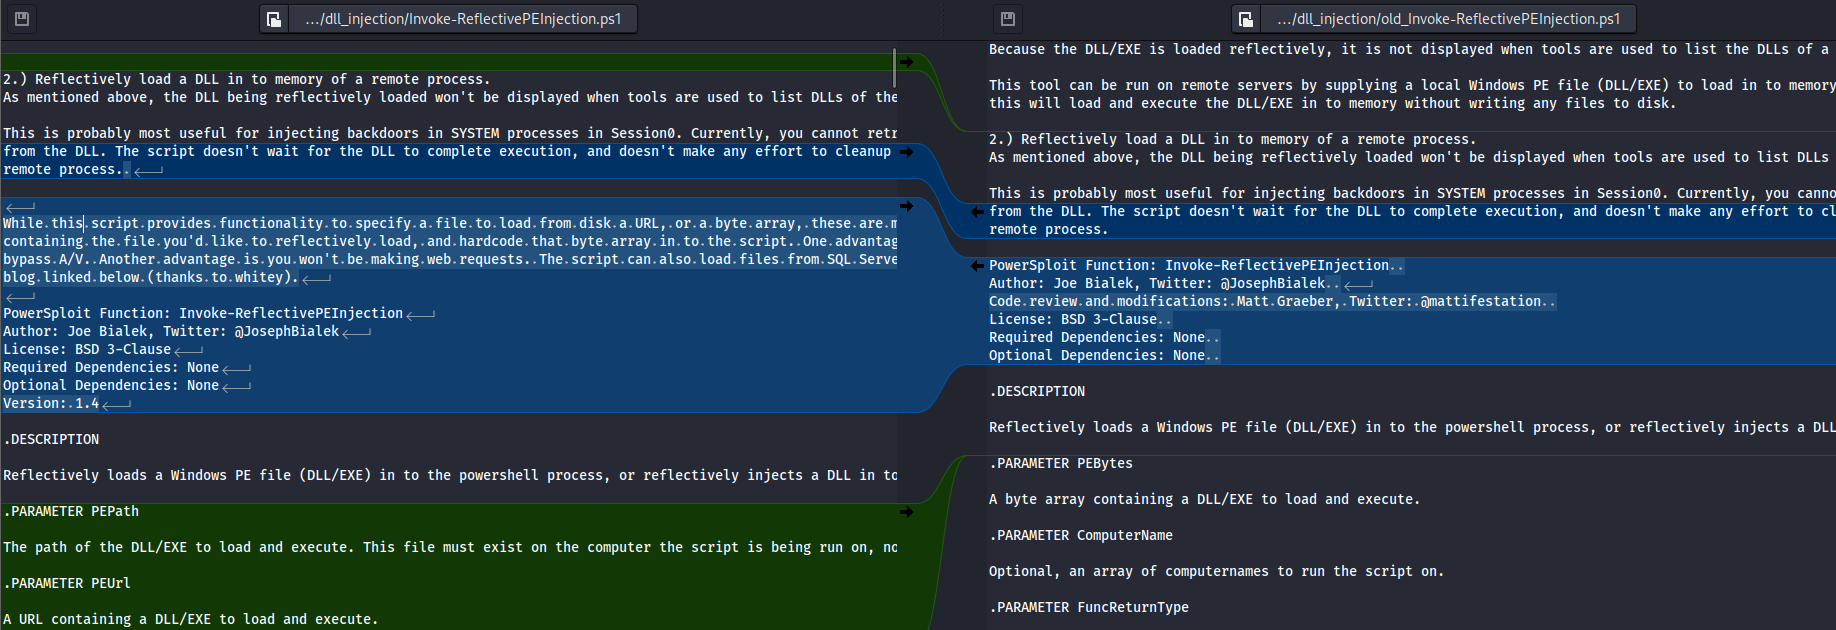 .../dll_injection/Invoke-ReflectivePEInjection.ps1
2.) Reflectively load a DLL in to memory of a remote process.
As mentioned above, the DLL being reflectively loaded won't be displayed when tools are used to list DLLs of the
This is probably most useful for injecting backdoors in SYSTEM processes in Session0. Currently, you cannot retr
from the DLL. The script doesn't wait for the DLL to complete execution, and doesn't make any effort to cleanup
remote process..
While.this.script.provides.functionality.to.specify.a.file.to.load.from.disk.a.URL,.or.a.byte.array,.these.are.m
containing.the.file.you'd.like.to.reflectively.load,.and.hardcode.that.byte.array.in.to.the.script..One.advantag
bypass.A/V..Another.advantage.is.you.won't.be.making.web.requests..The.script.can.also.load.files.from.SQL.Serve
blog.linked.below.(thanks.to.whitey).
PowerSploit Function: Invoke-ReflectivePEInjection
Author: Joe Bialek, Twitter: @JosephBialek
License: BSD 3-Clause
Required Dependencies: None
Optional Dependencies: None
Version:.1.4
.DESCRIPTION
Reflectively loads a Windows PE file (DLL/EXE) in to the powershell process, or reflectively injects a DLL in to
.PARAMETER PEPath
The path of the DLL/EXE to load and execute. This file must exist on the computer the script is being run on, no
.PARAMETER PEUrl
A URL containing a DLL/EXE to load and execute.
.../dll_injection/old_Invoke-ReflectivePEInjection.ps1
Because the DLL/EXE is loaded reflectively, it is not displayed when tools are used to list the DLLs of a
This tool can be run on remote servers by supplying a local Windows PE file (DLL/EXE) to load in to memory
this will load and execute the DLL/EXE in to memory without writing any files to disk.
2.) Reflectively load a DLL in to memory of a remote process.
As mentioned above, the DLL being reflectively loaded won't be displayed when tools are used to list DLLs
This is probably most useful for injecting backdoors in SYSTEM processes in Session0. Currently, you canno
from the DLL. The script doesn't wait for the DLL to complete execution, and doesn't make any effort to cl
remote process.
PowerSploit Function: Invoke-ReflectivePEInjection..
Author: Joe Bialek, Twitter: @JosephBialek..
Code.review.and.modifications:.Matt.Graeber,.Twitter:.@mattifestation..
License: BSD 3-Clause..
Required Dependencies: None..
Optional Dependencies: None..
.DESCRIPTION
Reflectively loads a Windows PE file (DLL/EXE) in to the powershell process, or reflectively injects a DLL
.PARAMETER PEBytes
A byte array containing a DLL/EXE to load and execute.
.PARAMETER ComputerName
Optional, an array of computernames to run the script on.
.PARAMETER FuncReturnType